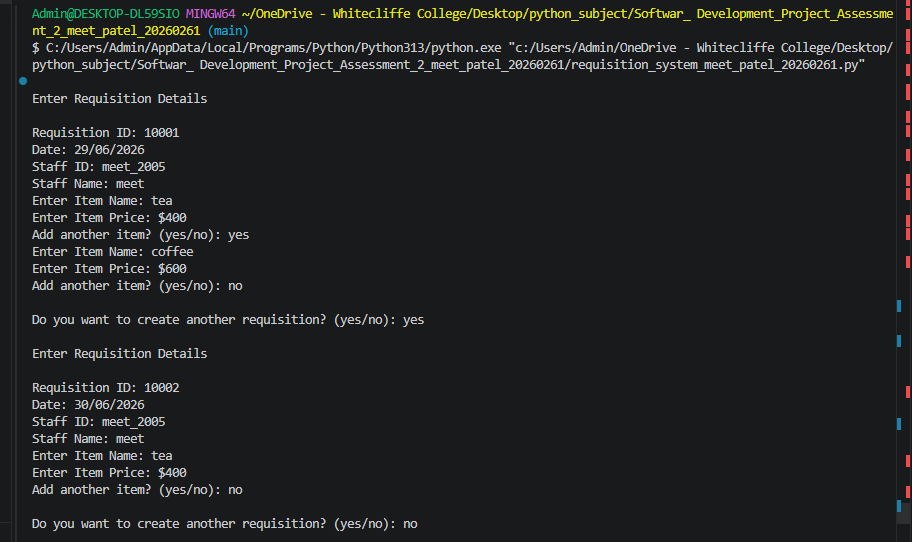 Admin@DESKTOP-DL59SIO MINGW64 ~/OneDrive - Whitecliffe College/Desktop/python_subject/Softwar_ Development_Project_Assessme
nt_2_meet_patel_20260261 (main)
$ C:/Users/Admin/AppData/Local/Programs/Python/Python313/python.exe "c:/Users/Admin/OneDrive - Whitecliffe College/Desktop/
python_subject/Softwar_ Development_Project_Assessment_2_meet_patel_20260261/requisition_system_meet_patel_20260261.py"
Enter Requisition Details
Requisition ID: 10001
Date: 29/06/2026
Staff ID: meet_2005
Staff Name: meet
Enter Item Name: tea
Enter Item Price: $400
Add another item? (yes/no): yes
Enter Item Name: coffee
Enter Item Price: $600
Add another item? (yes/no): no
Do you want to create another requisition? (yes/no): yes
Enter Requisition Details
Requisition ID: 10002
Date: 30/06/2026
Staff ID: meet_2005
Staff Name: meet
Enter Item Name: tea
Enter Item Price: $400
Add another item? (yes/no): no
Do you want to create another requisition? (yes/no): no